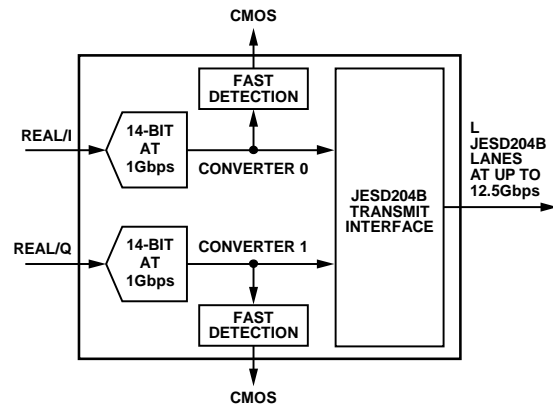 CMOS
FAST
DETECTION
REAL/I
14-BIT
AT
1Gbps
CONVERTER 0
JESD204B
TRANSMIT
INTERFACE
L
JESD204B
LANES
AT UP TO
12.5Gbps
REAL/Q
14-BIT
AT
1Gbps
CONVERTER 1
FAST
DETECTION
CMOS